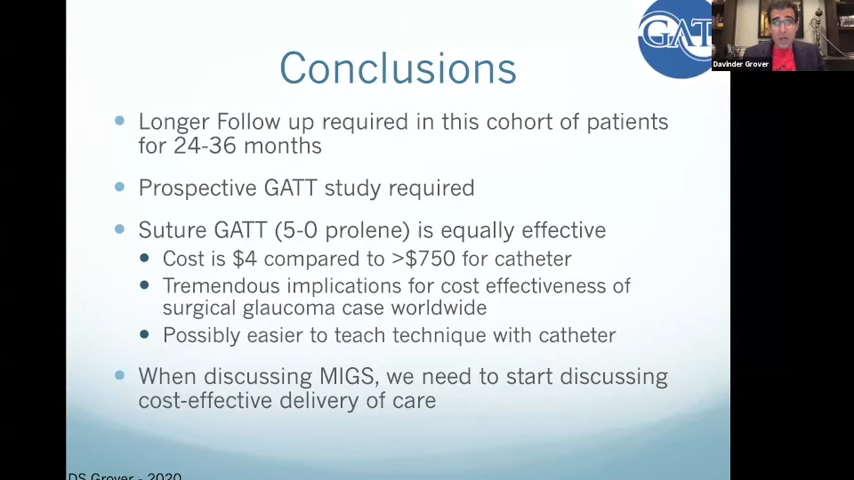 Conclusions
GAT
Davinder Grover
Longer Follow up required in this cohort of patients
for 24-36 months
Prospective GATT study required
Suture GATT (5-0 prolene) is equally effective
Cost is $4 compared to >$750 for catheter
Tremendous implications for cost effectiveness of
surgical glaucoma case worldwide
Possibly easier to teach technique with catheter
When discussing MIGS, we need to start discussing
cost-effective delivery of care
DS Grover - 2020